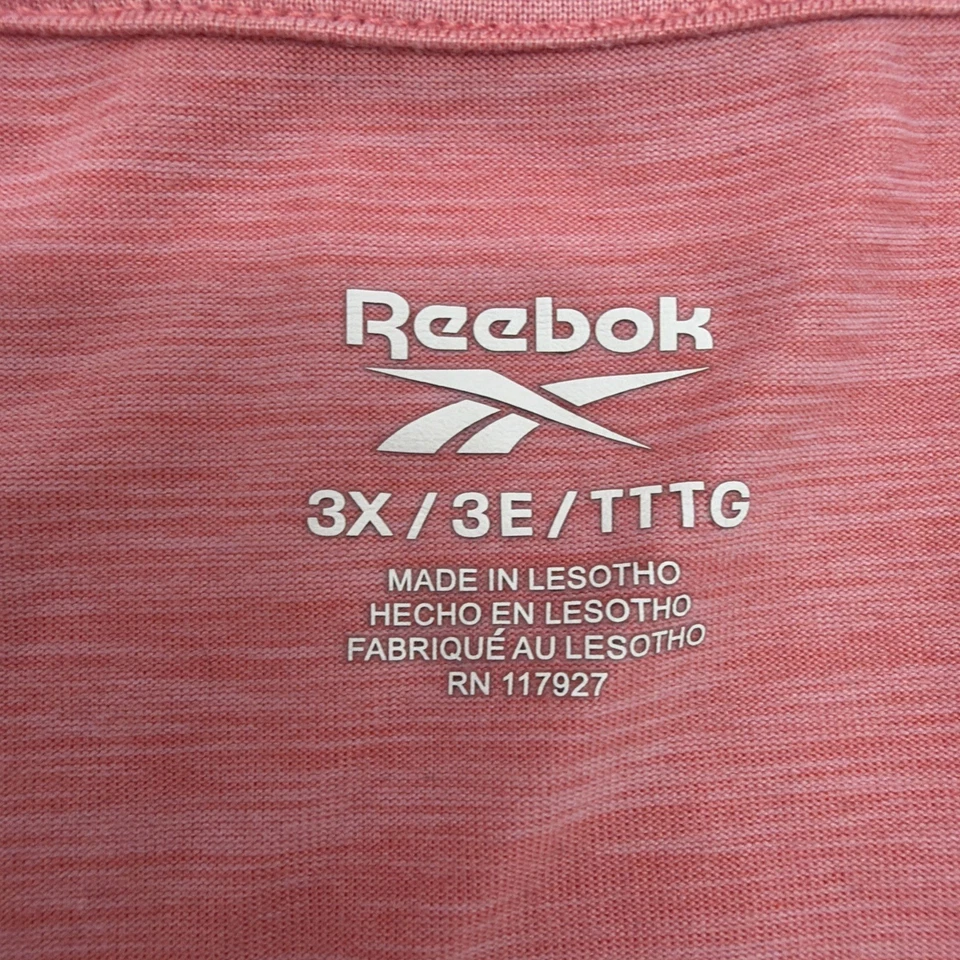 Reebok
3X / 3E / TTTG
MADE IN LESOTHO
HECHO EN LESOTHO
FABRIQUÉ AU LESOTHO
RN 117927